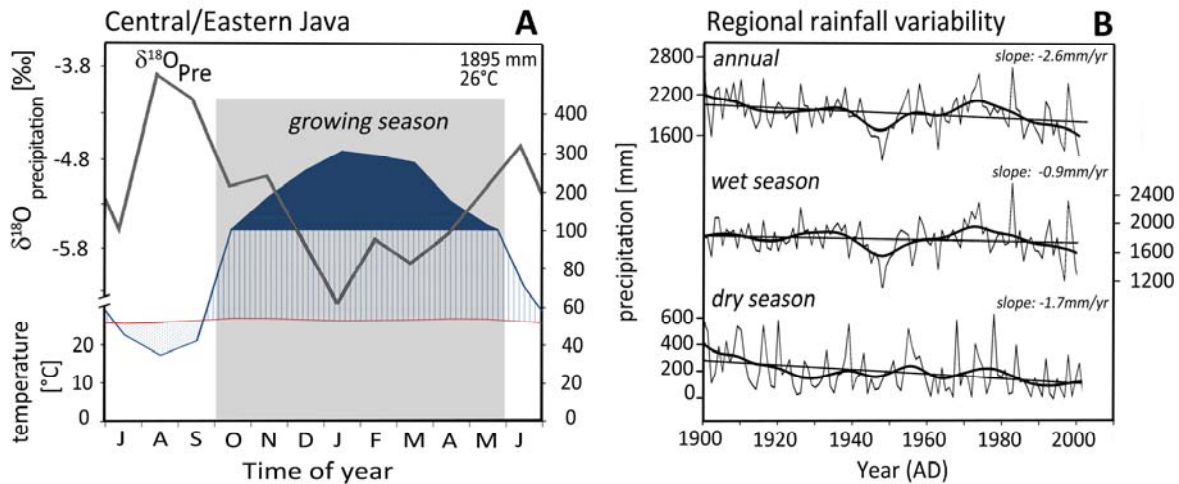 Central/Eastern Java A
δ18OPre
1895 mm
26°C
growing season
δ18O precipitation [‰]
-3.8
-4.8
-5.8
temperature [°C]
20
10
0
400
300
200
100
80
60
40
20
0
J A S O N D J F M A M J
Time of year
Regional rainfall variability B
annual
slope: -2.6mm/yr
2800
2200
1600
wet season
slope: -0.9mm/yr
2400
2000
1600
1200
precipitation [mm]
dry season
slope: -1.7mm/yr
600
400
200
0
1900 1920 1940 1960 1980 2000
Year (AD)